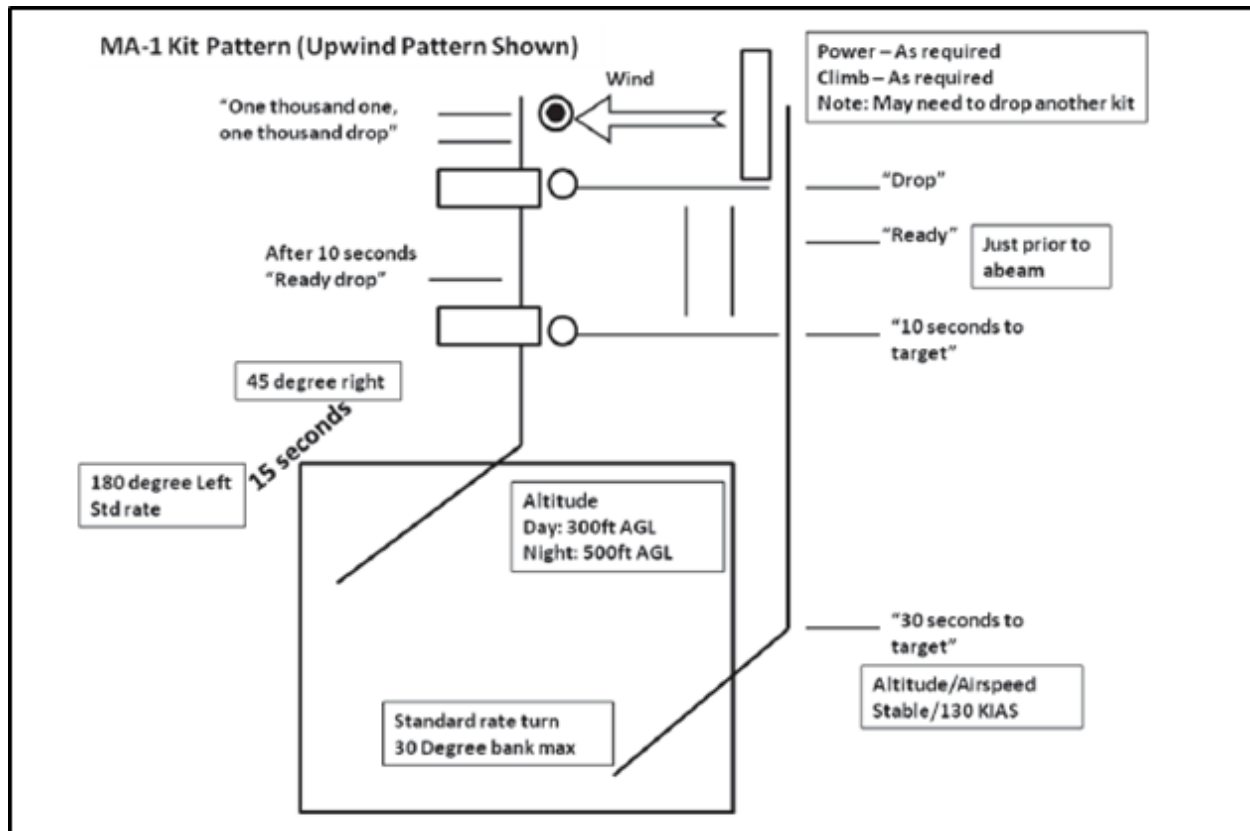 MA-1 Kit Pattern (Upwind Pattern Shown)
Power – As required
Climb – As required
Note: May need to drop another kit
Wind
"One thousand one,
one thousand drop"
"Drop"
"Ready"
Just prior to
abeam
After 10 seconds
"Ready drop"
"10 seconds to
target"
45 degree right
15 seconds
180 degree Left
Std rate
Altitude
Day: 300ft AGL
Night: 500ft AGL
"30 seconds to
target"
Altitude/Airspeed
Stable/130 KIAS
Standard rate turn
30 Degree bank max